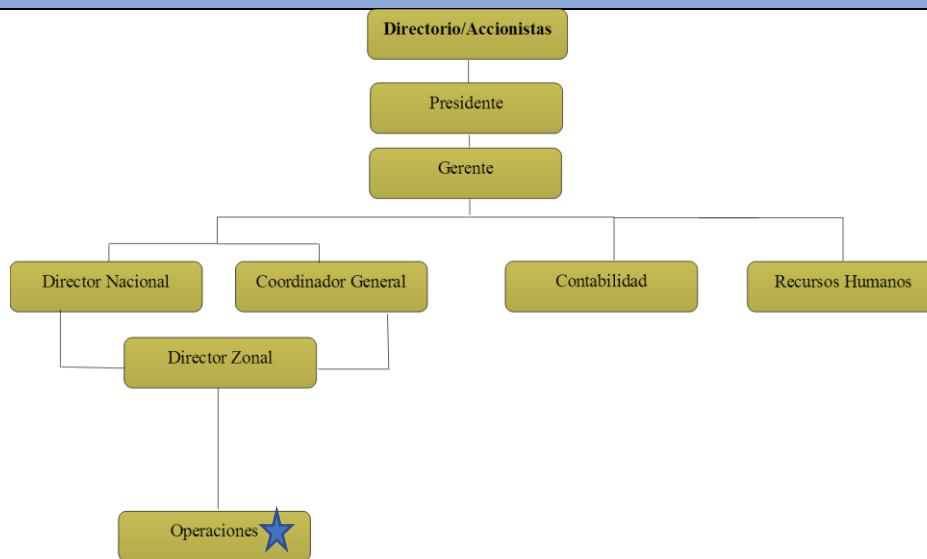 Directorio/Accionistas
Presidente
Gerente
Director Nacional
Coordinador General
Contabilidad
Recursos Humanos
Director Zonal
Operaciones